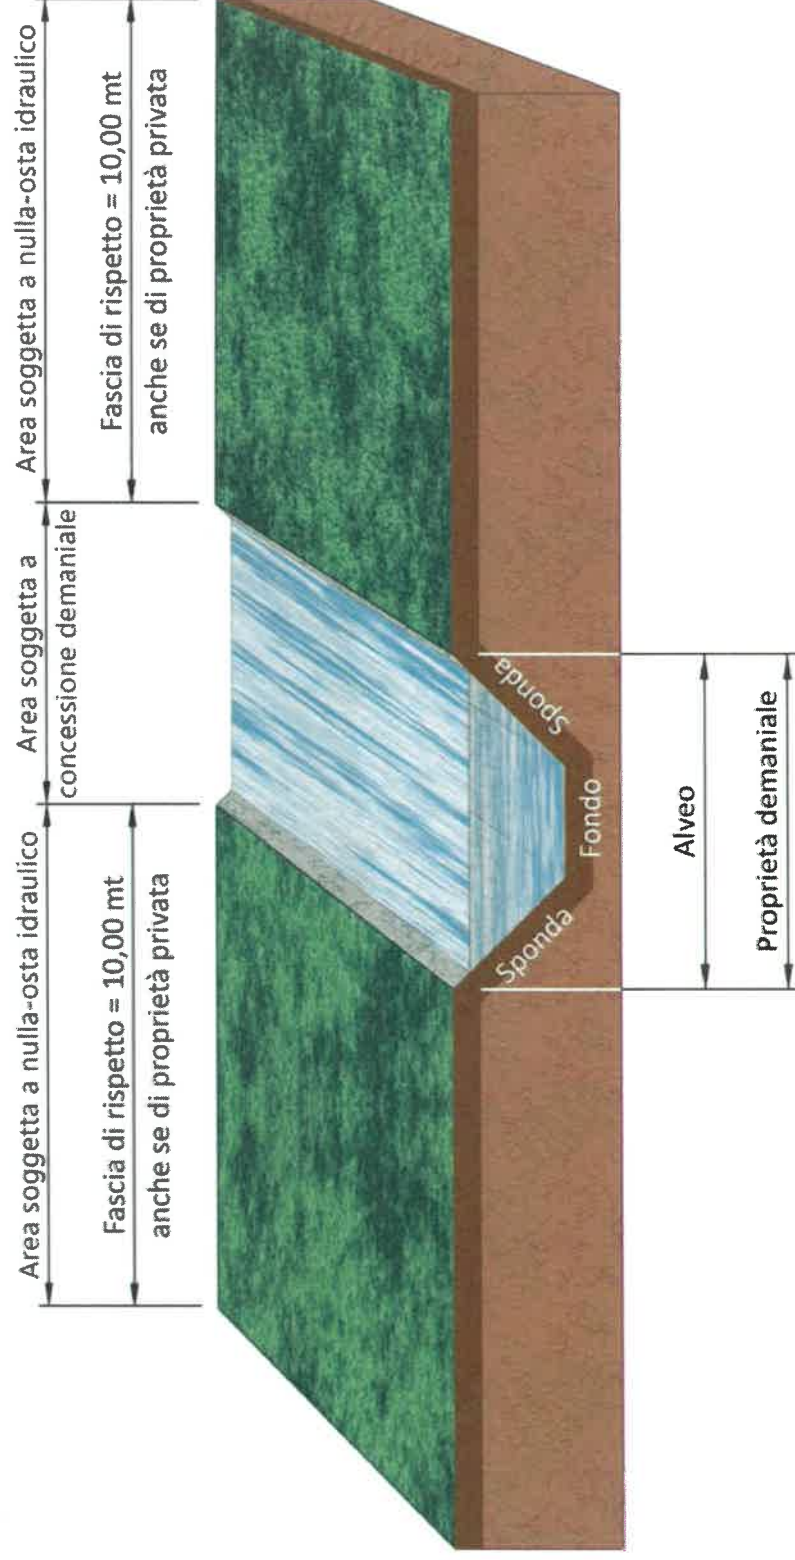 Area soggetta a nulla-osta idraulico
Fascia di rispetto = 10,00 mt
anche se di proprietà privata
Area soggetta a
concessione demaniale
Area soggetta a nulla-osta idraulico
Fascia di rispetto = 10,00 mt
anche se di proprietà privata
Sponda
Fondo
Sponda
Alveo
Proprietà demaniale